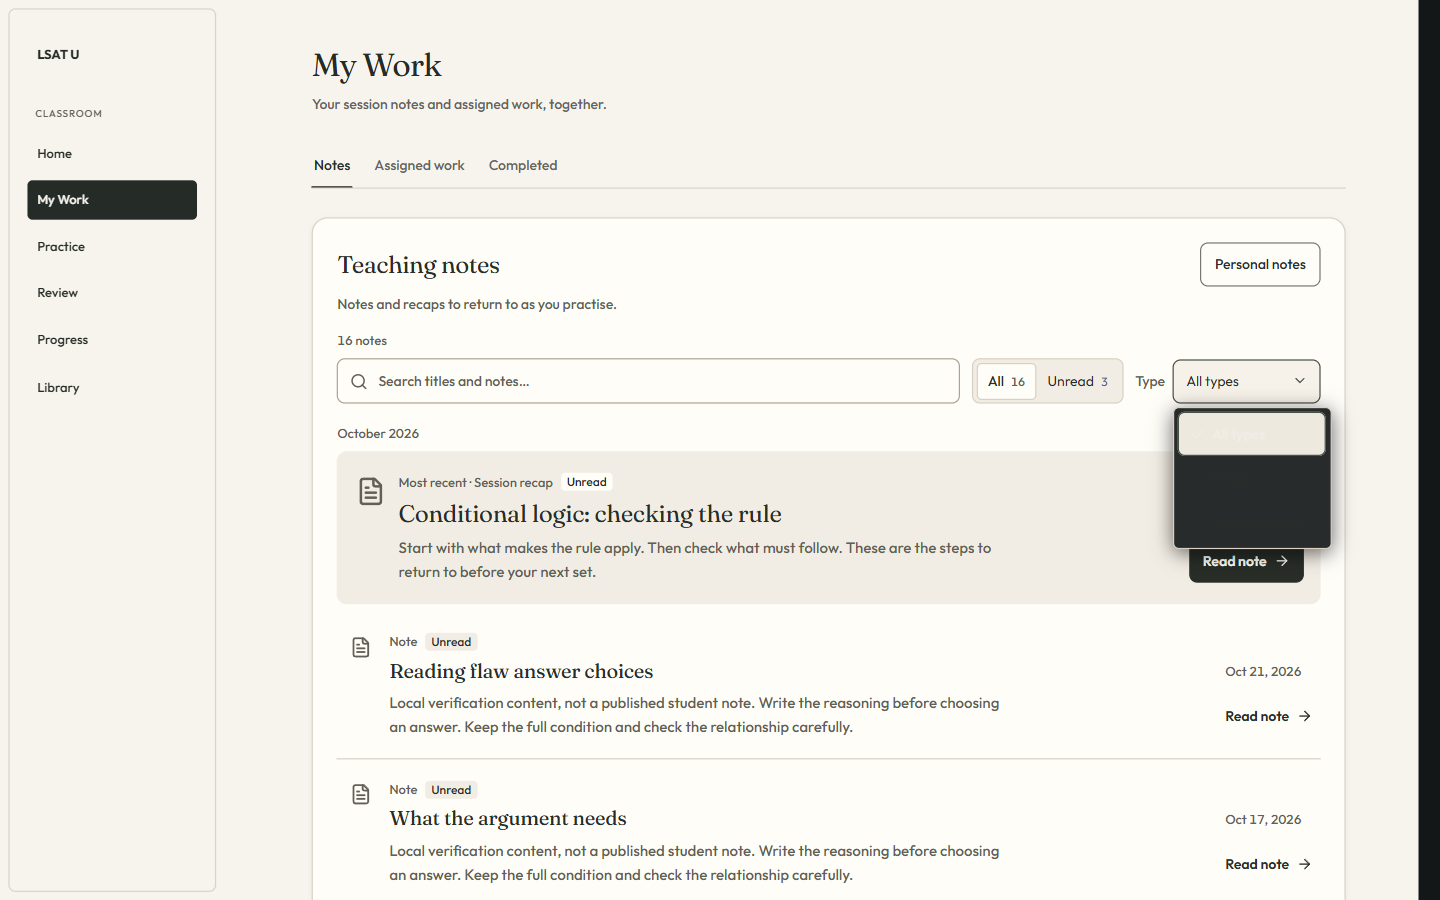 LSAT U
CLASSROOM
Home
My Work
Practice
Review
Progress
Library
My Work
Your session notes and assigned work, together.
Notes
Assigned work
Completed
Teaching notes
Personal notes
Notes and recaps to return to as you practise.
16 notes
Search titles and notes...
All 16
Unread 3
Type
All types
All types
October 2026
Most recent · Session recap Unread
Conditional logic: checking the rule
Start with what makes the rule apply. Then check what must follow. These are the steps to
return to before your next set.
Read note
Note Unread
Reading flaw answer choices
Oct 21, 2026
Local verification content, not a published student note. Write the reasoning before choosing
an answer. Keep the full condition and check the relationship carefully.
Read note
Note Unread
What the argument needs
Oct 17, 2026
Local verification content, not a published student note. Write the reasoning before choosing
an answer. Keep the full condition and check the relationship carefully.
Read note